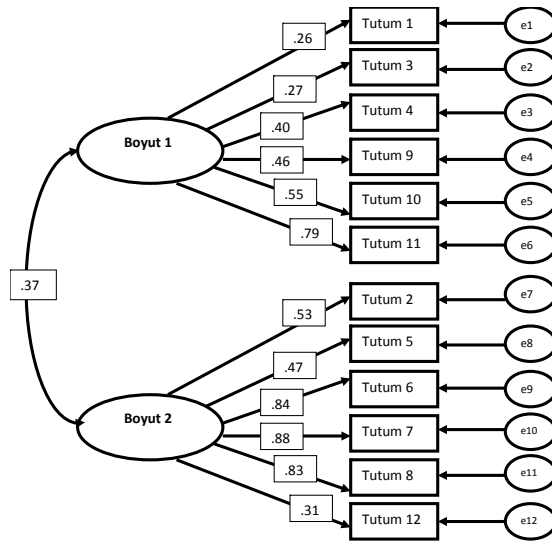 Tutum 1
e1
.26
Tutum 3
e2
.27
Tutum 4
e3
.40
Boyut 1
Tutum 9
e4
.46
Tutum 10
e5
.55
Tutum 11
e6
.79
.37
Tutum 2
e7
.53
Tutum 5
e8
.47
Tutum 6
e9
.84
Boyut 2
Tutum 7
e10
.88
Tutum 8
e11
.83
Tutum 12
e12
.31